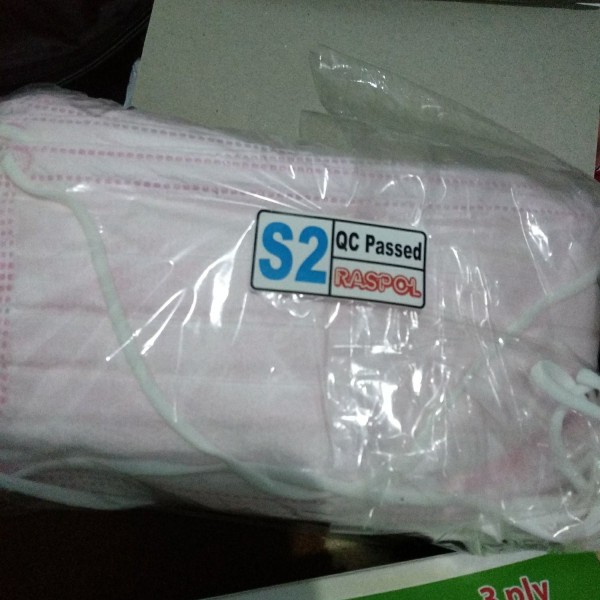 S2
QC Passed
RASPOL
3 ply